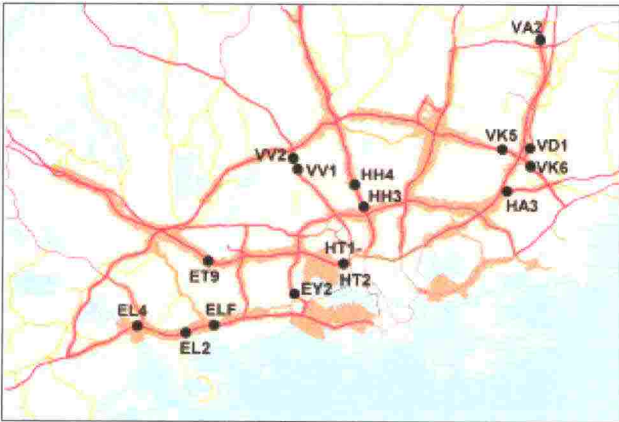 VA2
VK5
VD1
VV2
VK6
VV1
HH4
HA3
HH3
HT1-
ET9
HT2
EY2
EL4
ELF
EL2